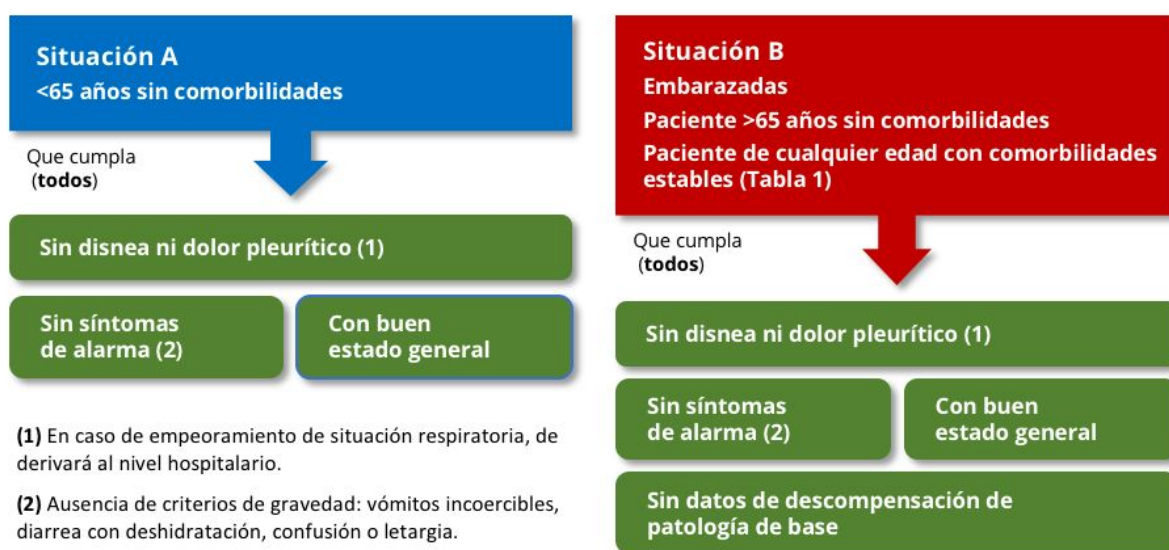 Situación A
<65 años sin comorbilidades
Que cumpla
(todos)
Sin disnea ni dolor pleurítico (1)
Sin síntomas
de alarma (2)
Con buen
estado general
(1) En caso de empeoramiento de situación respiratoria, de
derivará al nivel hospitalario.
(2) Ausencia de criterios de gravedad: vómitos incoercibles,
diarrea con deshidratación, confusión o letargia.
Situación B
Embarazadas
Paciente >65 años sin comorbilidades
Paciente de cualquier edad con comorbilidades
estables (Tabla 1)
Que cumpla
(todos)
Sin disnea ni dolor pleurítico (1)
Sin síntomas
de alarma (2)
Con buen
estado general
Sin datos de descompensación de
patología de base